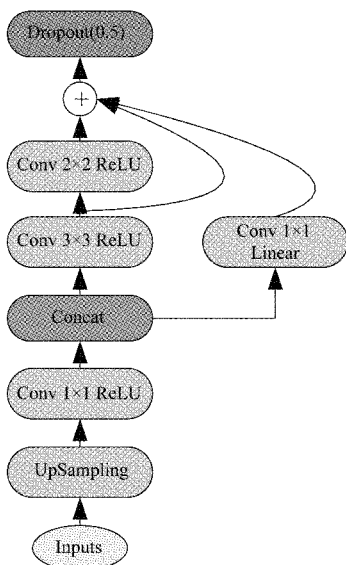 Dropout(0.5)
+
Conv 2×2 ReLU
Conv 3×3 ReLU
Conv 1×1
Linear
Concat
Conv 1×1 ReLU
UpSampling
Inputs